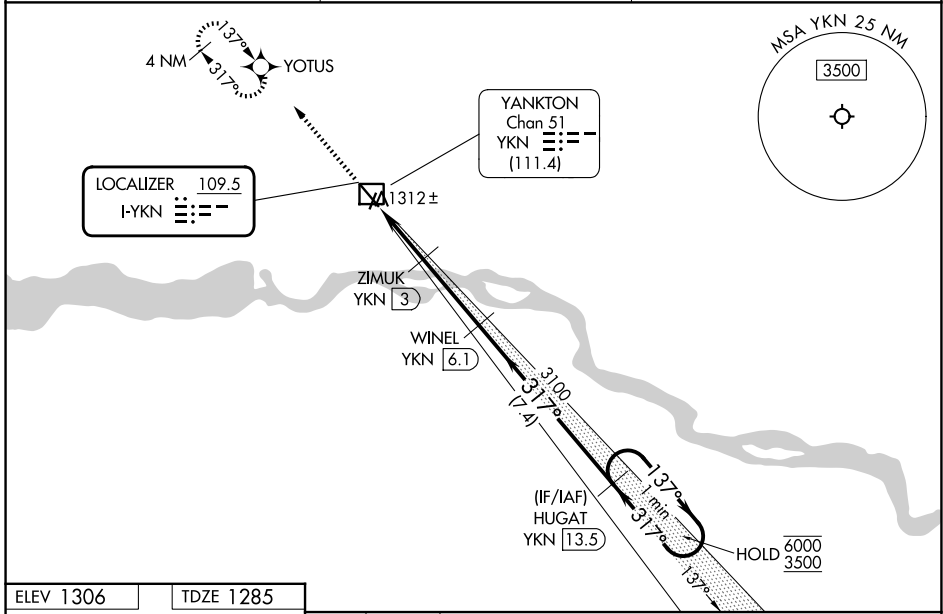 137°
4 NM
317°
YOTUS
MSA YKN 25 NM
3500
YANKTON
Chan 51
YKN
(111.4)
LOCALIZER 109.5
I-YKN
1312±
ZIMUK
YKN 3
WINEL
YKN 6.1
3100
317°
(7.4)
137°
1 min
317°
(IF/IAF)
HUGAT
YKN 13.5
HOLD 6000
3500
137°
ELEV 1306
TDZE 1285